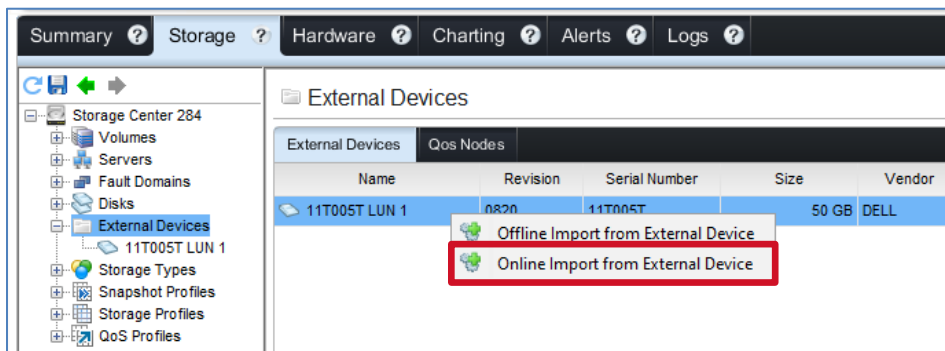 Summary ? Storage ? Hardware ? Charting ? Alerts ? Logs ?
Storage Center 284
Volumes
Servers
Fault Domains
Disks
External Devices
11T005T LUN 1
Storage Types
Snapshot Profiles
Storage Profiles
QoS Profiles
External Devices
External Devices Qos Nodes
Name Revision Serial Number Size Vendor
11T005T LUN 1 0820 11T005T 50 GB DELL
Offline Import from External Device
Online Import from External Device